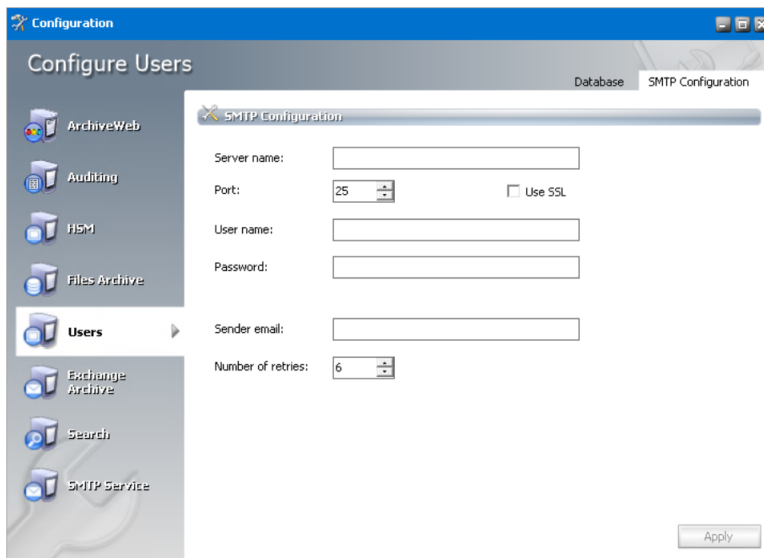 Configuration
Configure Users
Database SMTP Configuration
SMTP Configuration
ArchiveWeb
Auditing
HSM
Files Archive
Users
Exchange
Archive
Search
SMTP Service
Server name:
Port: 25 Use SSL
User name:
Password:
Sender email:
Number of retries: 6
Apply